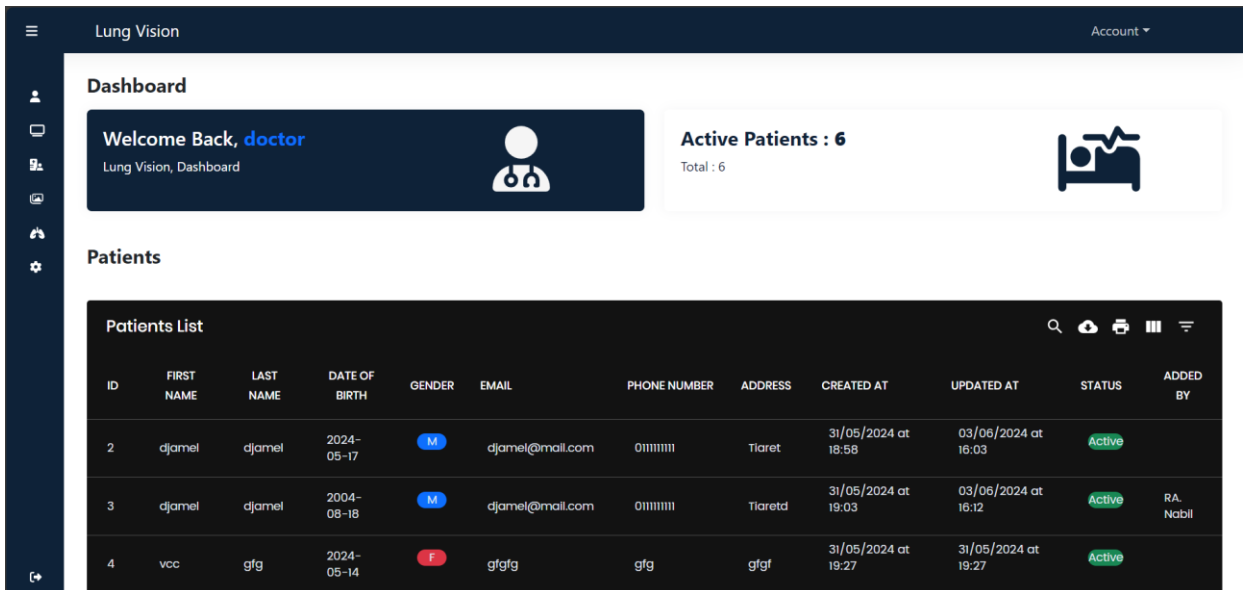 Lung Vision
Account
Dashboard
Welcome Back, doctor
Lung Vision, Dashboard
Active Patients : 6
Total : 6
Patients
Patients List
ID FIRST NAME LAST NAME DATE OF BIRTH GENDER EMAIL PHONE NUMBER ADDRESS CREATED AT UPDATED AT STATUS ADDED BY
2 djamel djamel 2024-05-17 M djamel@mail.com 0111111111 Tiaret 31/05/2024 at 18:58 03/06/2024 at 16:03 Active
3 djamel djamel 2004-08-18 M djamel@mail.com 0111111111 Tiaretd 31/05/2024 at 19:03 03/06/2024 at 16:12 Active RA. Nabil
4 vcc gfg 2024-05-14 F gfgfg gfg gfgf 31/05/2024 at 19:27 31/05/2024 at 19:27 Active